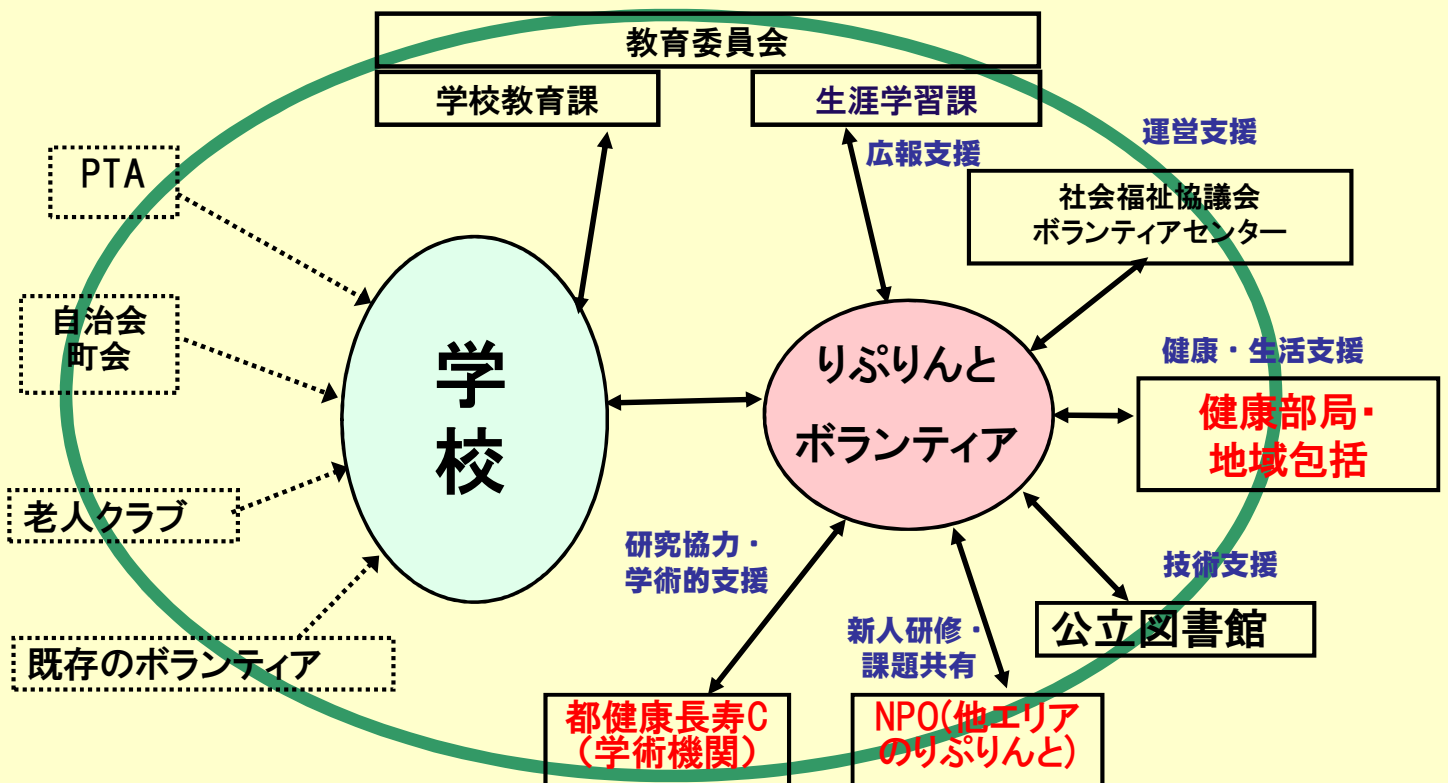 教育委員会
学校教育課
生涯学習課
広報支援
運営支援
PTA
社会福祉協議会
ボランティアセンター
自治会
町会
学
校
りぷりんと
ボランティア
健康・生活支援
健康部局・
地域包括
老人クラブ
研究協力・
学術的支援
技術支援
公立図書館
既存のボランティア
新人研修・
課題共有
都健康長寿C
(学術機関)
NPO(他エリア
のりぷりんと)